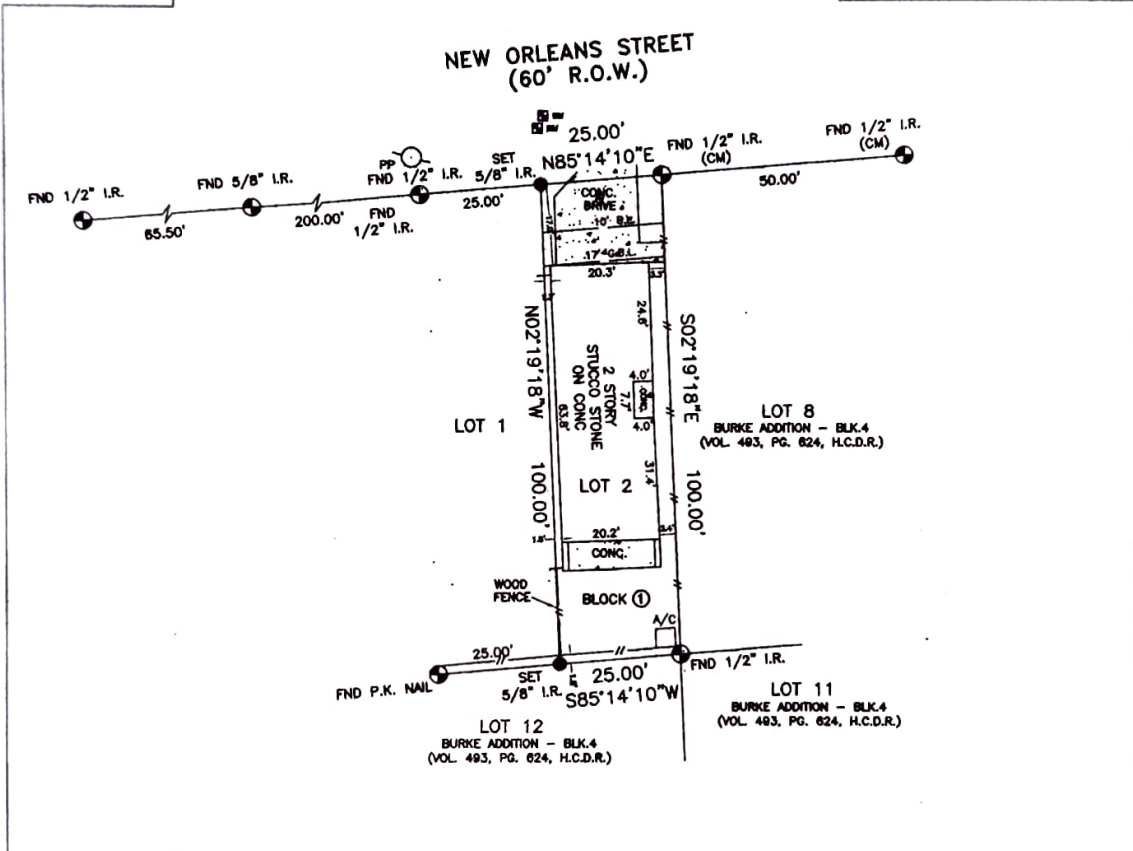 NEW ORLEANS STREET
(60' R.O.W.)
25.00'
N85°14'10"E
FND 1/2" I.R.
(CM)
FND 1/2" I.R.
(CM)
50.00'
PP
SET
5/8" I.R.
FND 1/2" I.R.
25.00'
FND 5/8" I.R.
FND 1/2" I.R.
65.50'
200.00'
FND
1/2" I.R.
CONC.
DRIVE
10' B.L.
17' G.B.L.
20.3'
3.5'
24.6'
N02°19'18"W
100.00'
S02°19'18"E
100.00'
2 STORY
STUCCO STONE
ON CONC
63.8'
4.0'
CONC.
7.7'
4.0'
31.4'
LOT 1
LOT 2
LOT 8
BURKE ADDITION - BLK.4
(VOL. 493, PG. 624, H.C.D.R.)
20.2'
3.4'
1.8'
CONC.
WOOD
FENCE
BLOCK 1
A/C
25.00'
FND P.K. NAIL
SET
5/8" I.R.
25.00'
S85°14'10"W
FND 1/2" I.R.
LOT 11
BURKE ADDITION - BLK.4
(VOL. 493, PG. 624, H.C.D.R.)
LOT 12
BURKE ADDITION - BLK.4
(VOL. 493, PG. 624, H.C.D.R.)